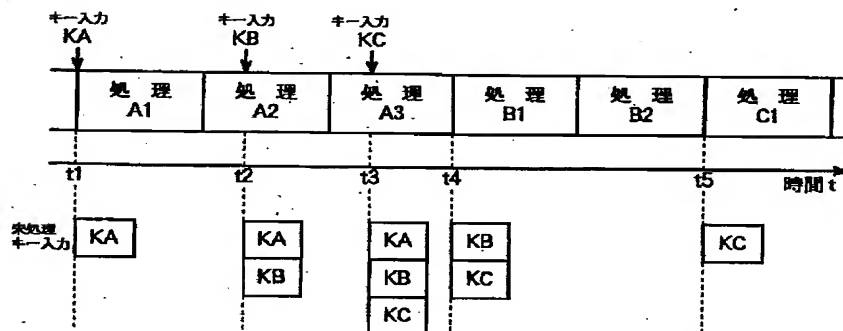 キー入力 キー入力 キー入力
KA KB KC
処 理 処 理 処 理 処 理 処 理 処 理
A1 A2 A3 B1 B2 C1
t1 t2 t3 t4 t5 時間 t
未処理
キー入力
KA KA KA KB KC
KB KB KC
KC